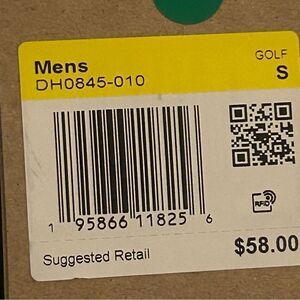 Mens GOLF
DH0845-010 S
RFID
1 95866 11825 6
Suggested Retail $58.00